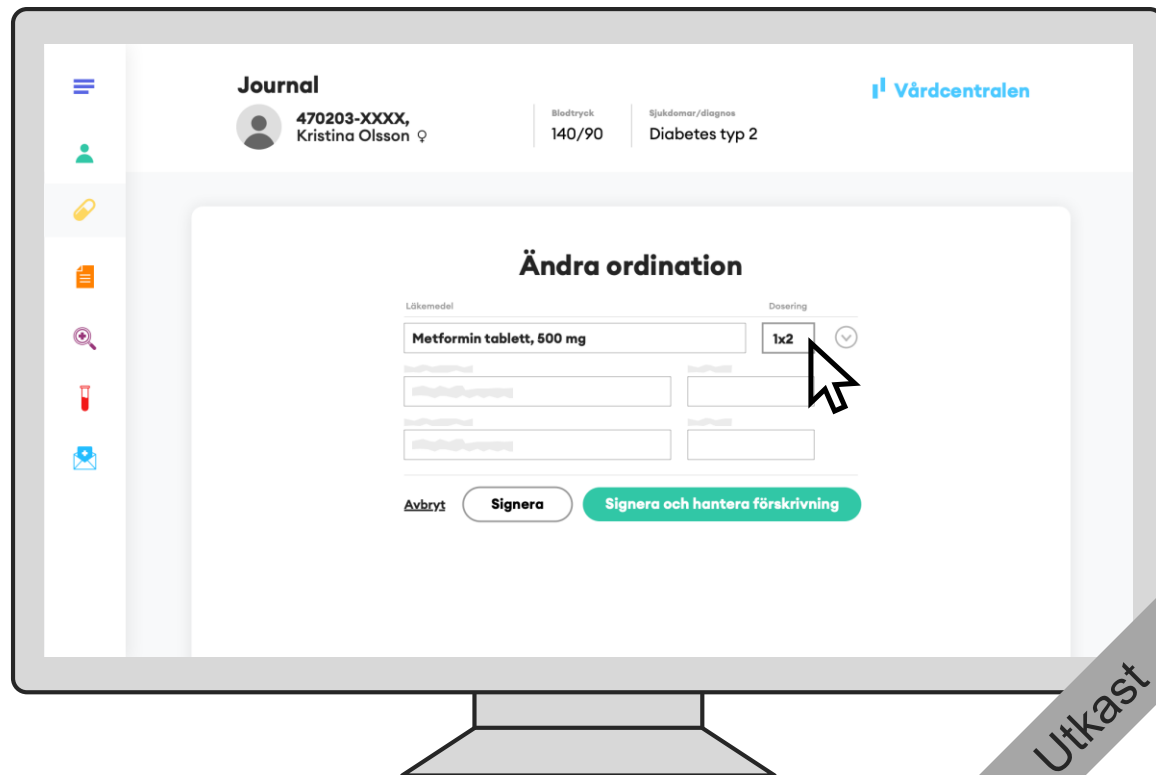 Journal
Vårdcentralen
470203-XXXX,
Kristina Olsson ♀
Blodtryck
140/90
Sjukdomar/diagnos
Diabetes typ 2
Ändra ordination
Läkemedel
Dosering
Metformin tablett, 500 mg
1x2
Avbryt
Signera
Signera och hantera förskrivning
Utkast